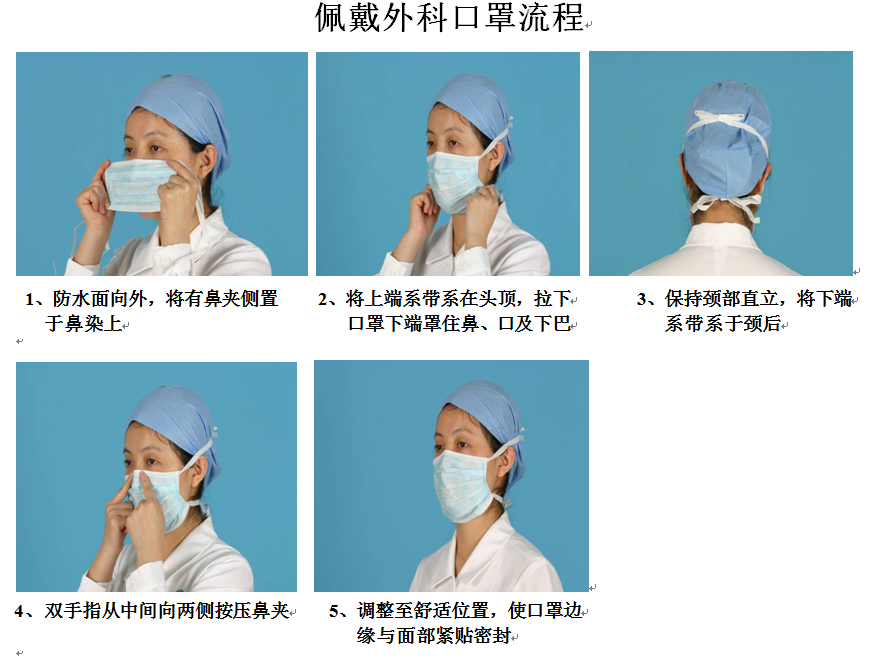 佩戴外科口罩流程
1、防水面向外，将有鼻夹侧置
于鼻染上
2、将上端系带系在头顶，拉下
口罩下端罩住鼻、口及下巴
3、保持颈部直立，将下端
系带系于颈后
4、双手指从中间向两侧按压鼻夹
5、调整至舒适位置，使口罩边
缘与面部紧贴密封